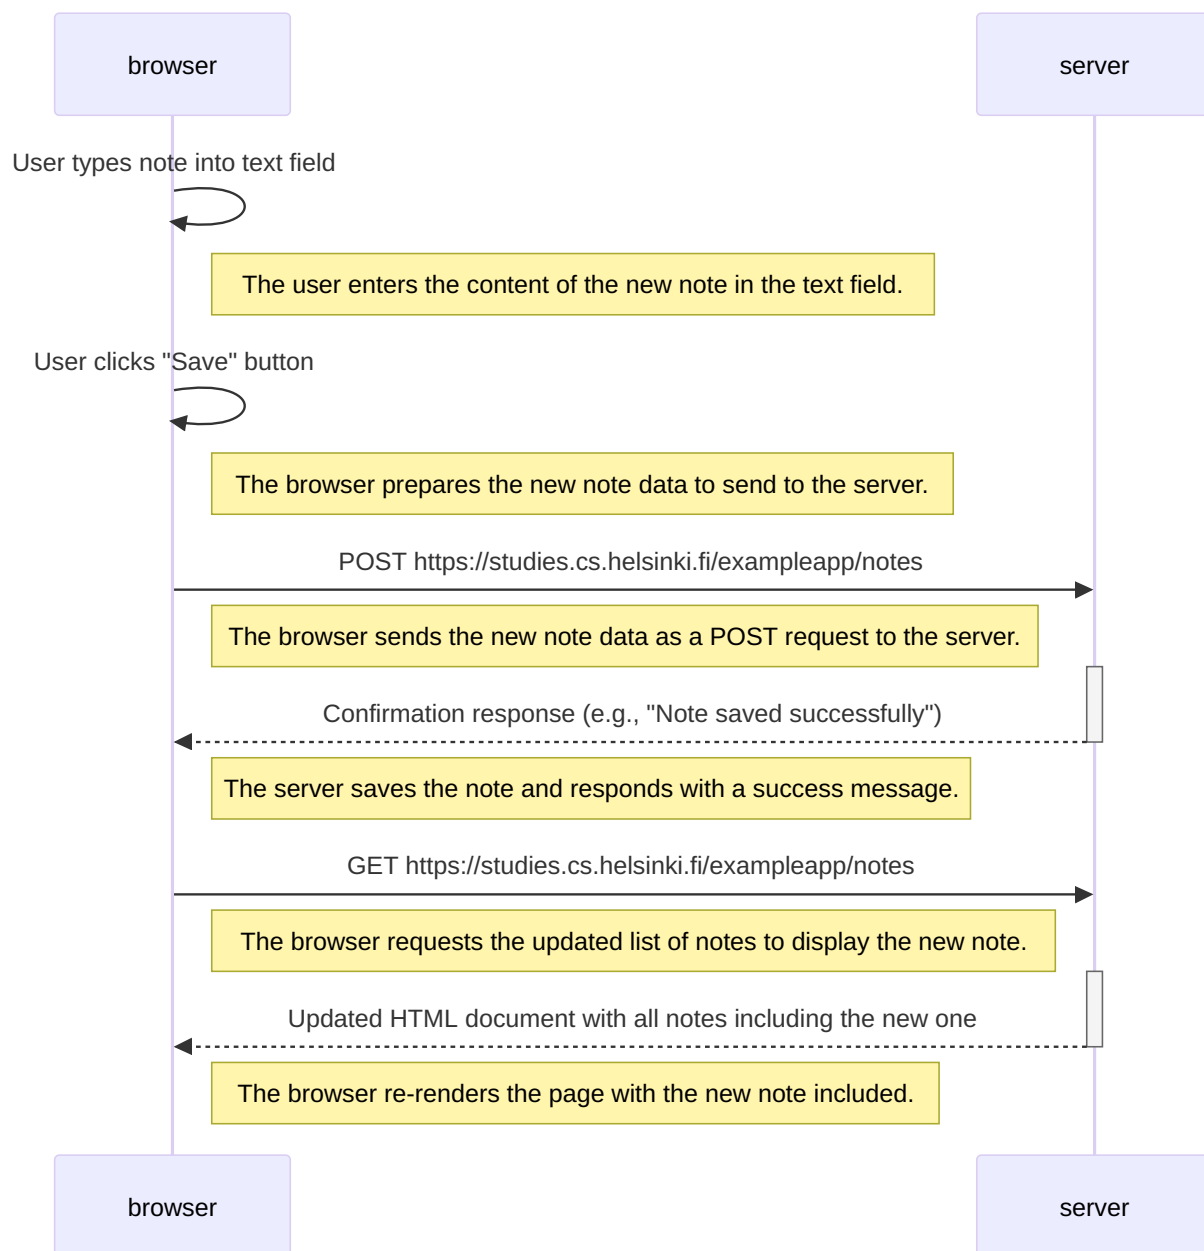 browser
server
User types note into text field
The user enters the content of the new note in the text field.
User clicks "Save" button
The browser prepares the new note data to send to the server.
POST https://studies.cs.helsinki.fi/exampleapp/notes
The browser sends the new note data as a POST request to the server.
Confirmation response (e.g., "Note saved successfully")
The server saves the note and responds with a success message.
GET https://studies.cs.helsinki.fi/exampleapp/notes
The browser requests the updated list of notes to display the new note.
Updated HTML document with all notes including the new one
The browser re-renders the page with the new note included.
browser
server